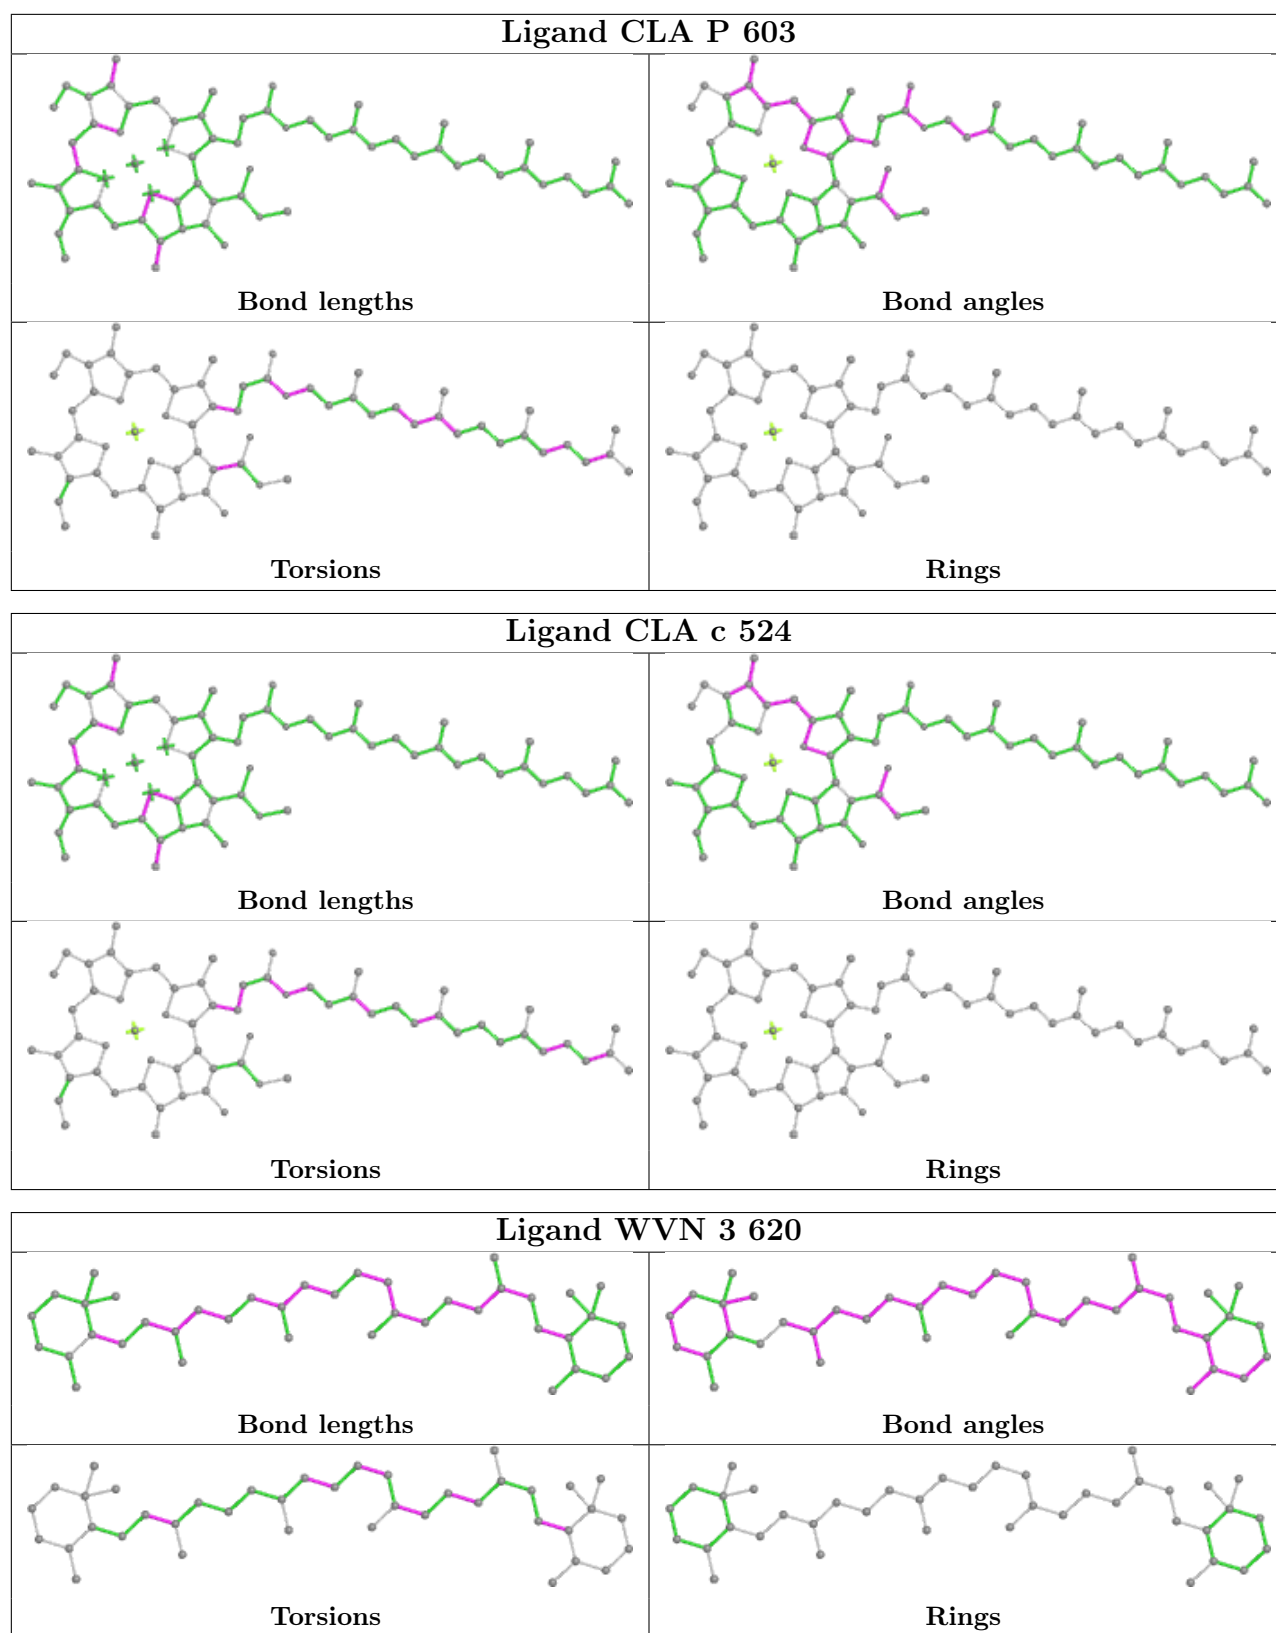 Ligand CLA P 603
Bond lengths
Bond angles
Torsions
Rings
Ligand CLA c 524
Bond lengths
Bond angles
Torsions
Rings
Ligand WVN 3 620
Bond lengths
Bond angles
Torsions
Rings